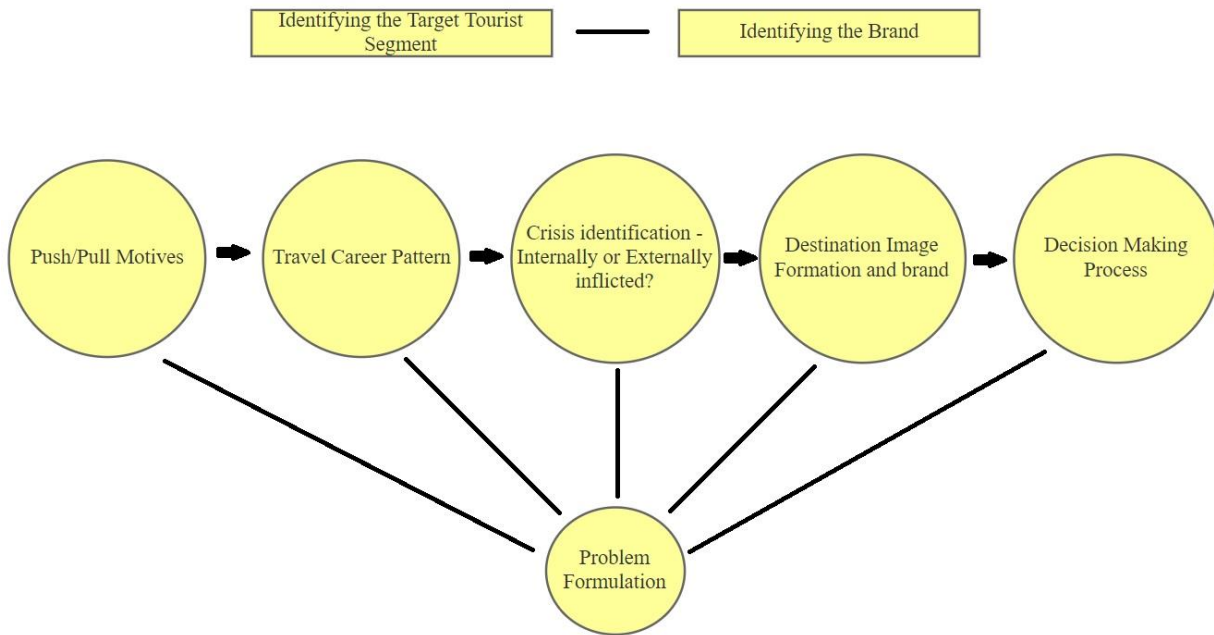 Identifying the Target Tourist
Segment
Identifying the Brand
Push/Pull Motives
Travel Career Pattern
Crisis identification -
Internally or Externally
inflicted?
Destination Image
Formation and brand
Decision Making
Process
Problem
Formulation